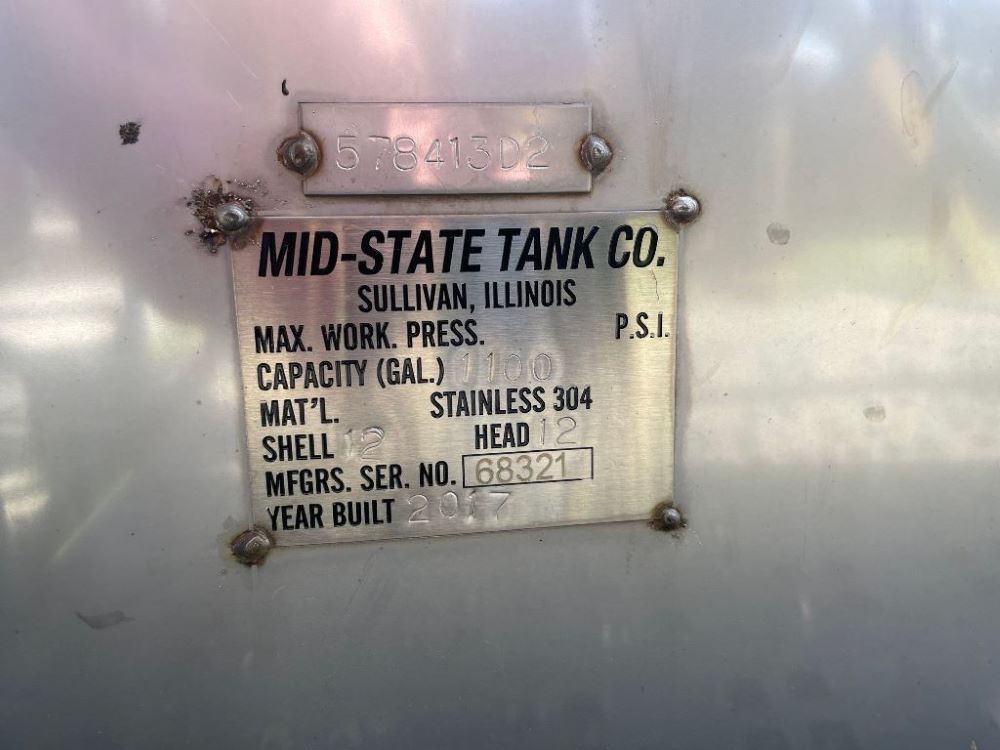 578413D2
MID-STATE TANK CO.
SULLIVAN, ILLINOIS
MAX. WORK. PRESS. P.S.I.
CAPACITY (GAL.) 1100
MAT'L. STAINLESS 304
SHELL 12 HEAD 12
MFGRS. SER. NO. 68321
YEAR BUILT 2017